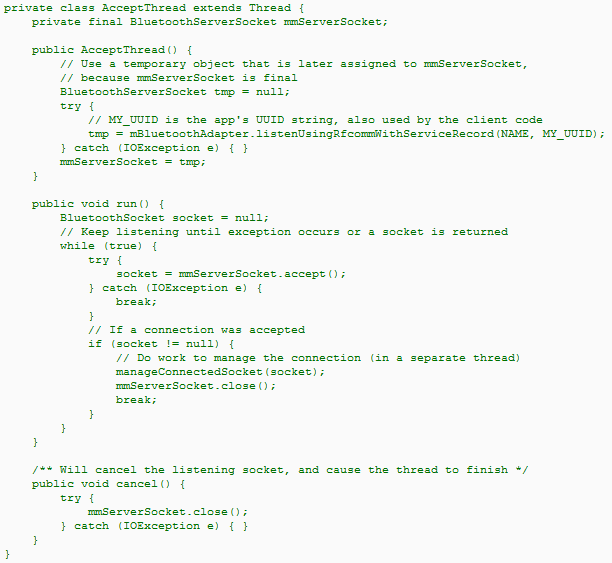 private class AcceptThread extends Thread {
    private final BluetoothServerSocket mmServerSocket;

    public AcceptThread() {
        // Use a temporary object that is later assigned to mmServerSocket,
        // because mmServerSocket is final
        BluetoothServerSocket tmp = null;
        try {
            // MY_UUID is the app's UUID string, also used by the client code
            tmp = mBluetoothAdapter.listenUsingRfcommWithServiceRecord(NAME, MY_UUID);
        } catch (IOException e) { }
        mmServerSocket = tmp;
    }

    public void run() {
        BluetoothSocket socket = null;
        // Keep listening until exception occurs or a socket is returned
        while (true) {
            try {
                socket = mmServerSocket.accept();
            } catch (IOException e) {
                break;
            }
            // If a connection was accepted
            if (socket != null) {
                // Do work to manage the connection (in a separate thread)
                manageConnectedSocket(socket);
                mmServerSocket.close();
                break;
            }
        }
    }

    /** Will cancel the listening socket, and cause the thread to finish */
    public void cancel() {
        try {
            mmServerSocket.close();
        } catch (IOException e) { }
    }
}